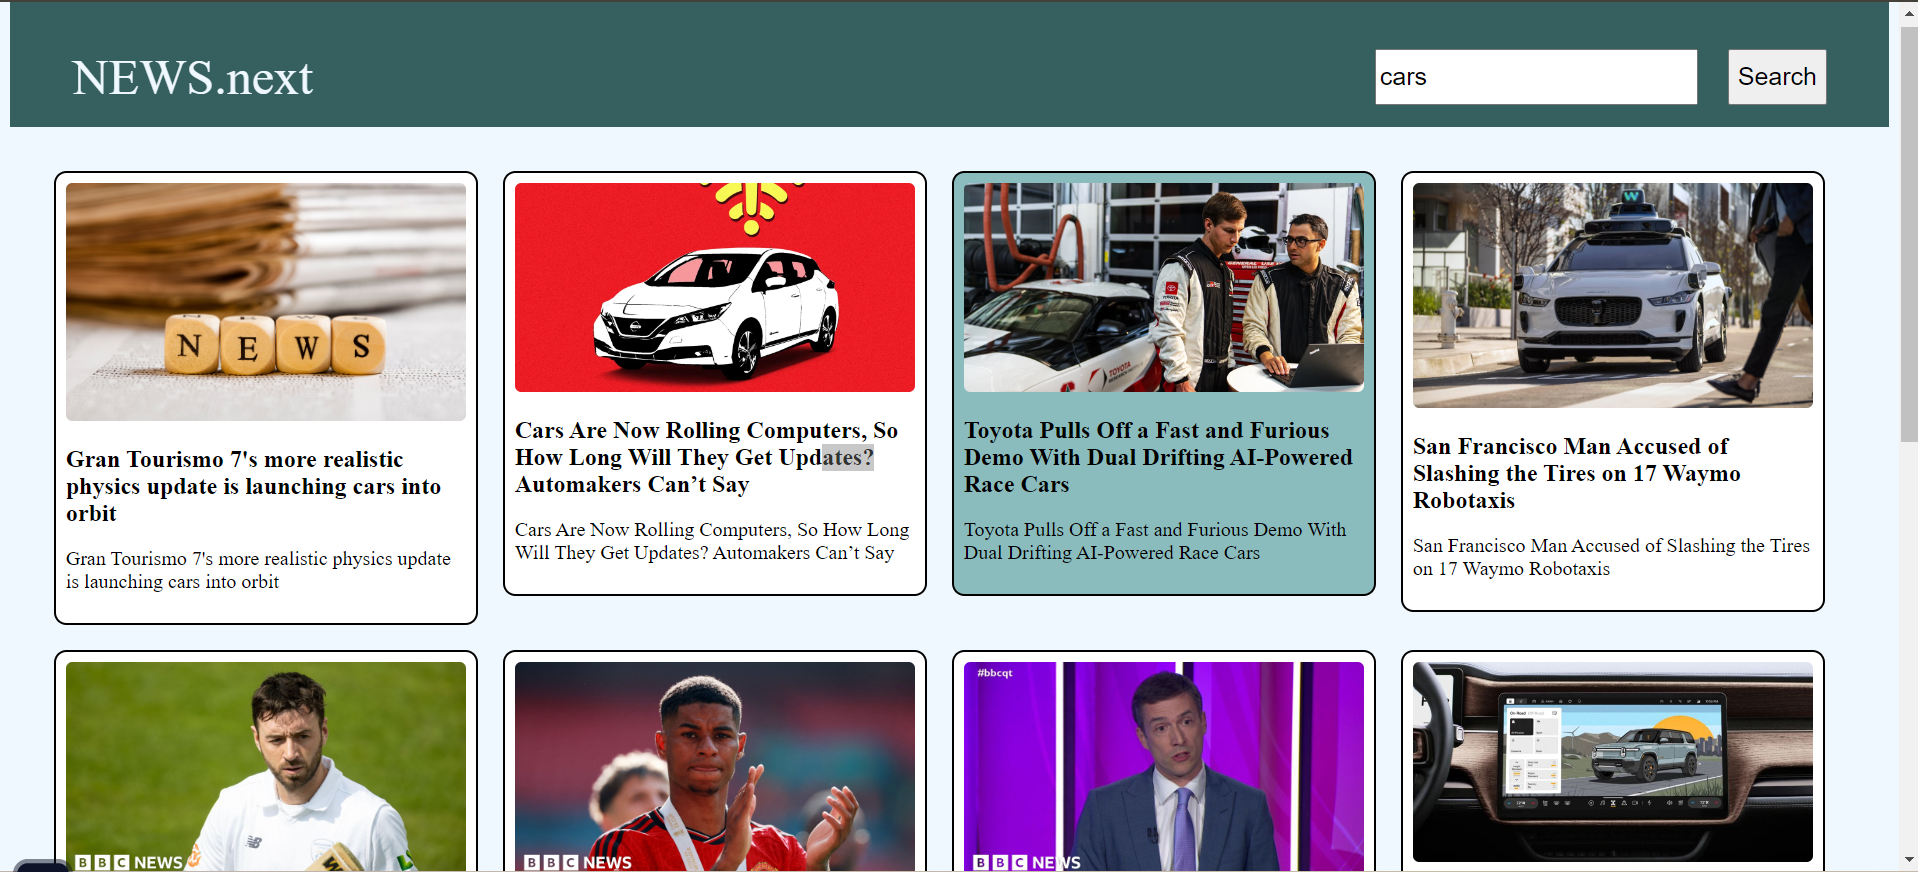 NEWS.next
cars
Search
N E W S
Gran Tourismo 7's more realistic
physics update is launching cars into
orbit
Gran Tourismo 7's more realistic physics update
is launching cars into orbit
Cars Are Now Rolling Computers, So
How Long Will They Get Updates?
Automakers Can’t Say
Cars Are Now Rolling Computers, So How Long
Will They Get Updates? Automakers Can’t Say
GENERAL USE
TOYOTA
TOYOTA
Toyota Pulls Off a Fast and Furious
Demo With Dual Drifting AI-Powered
Race Cars
Toyota Pulls Off a Fast and Furious Demo With
Dual Drifting AI-Powered Race Cars
W
San Francisco Man Accused of
Slashing the Tires on 17 Waymo
Robotaxis
San Francisco Man Accused of Slashing the Tires
on 17 Waymo Robotaxis
BBC NEWS
BBC NEWS
#bbcqt
BBC NEWS